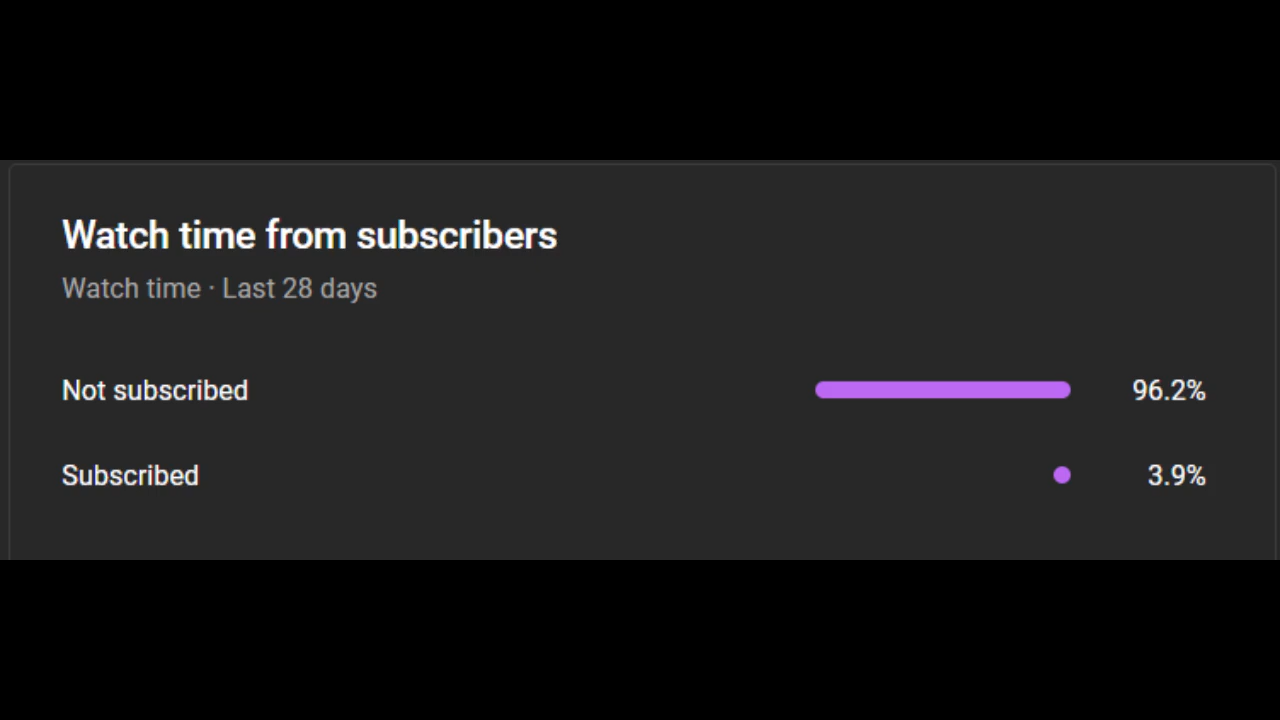 Watch time from subscribers
Watch time · Last 28 days
Not subscribed 96.2%
Subscribed 3.9%